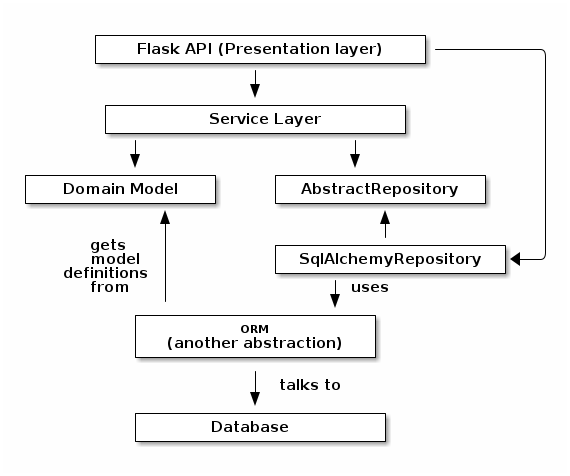 Flask API (Presentation layer)
Service Layer
Domain Model
AbstractRepository
gets
model
definitions
from
SqlAlchemyRepository
uses
ORM
(another abstraction)
talks to
Database